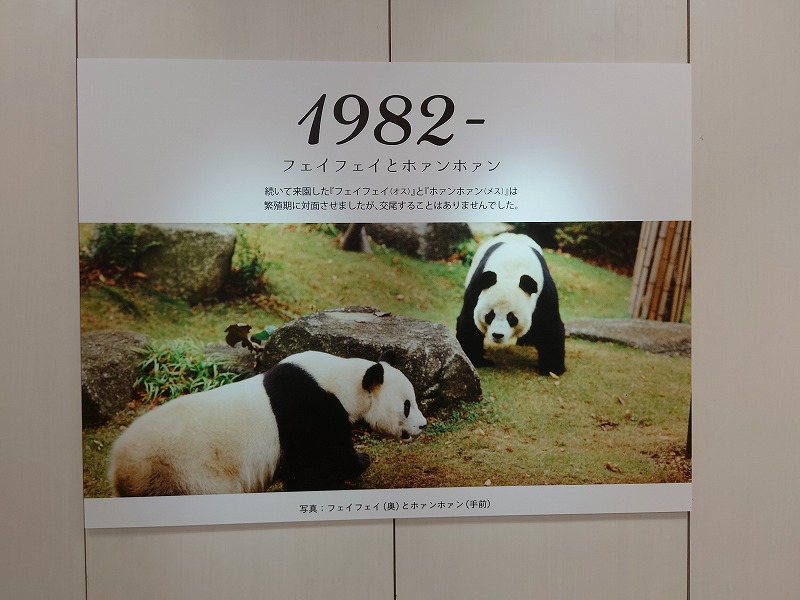 1982-
フェイフェイとホァンホァン
続いて来園した『フェイフェイ（オス）』と『ホァンホァン（メス）』は
繁殖期に対面させましたが、交尾することはありませんでした。
写真：フェイフェイ（奥）とホァンホァン（手前）